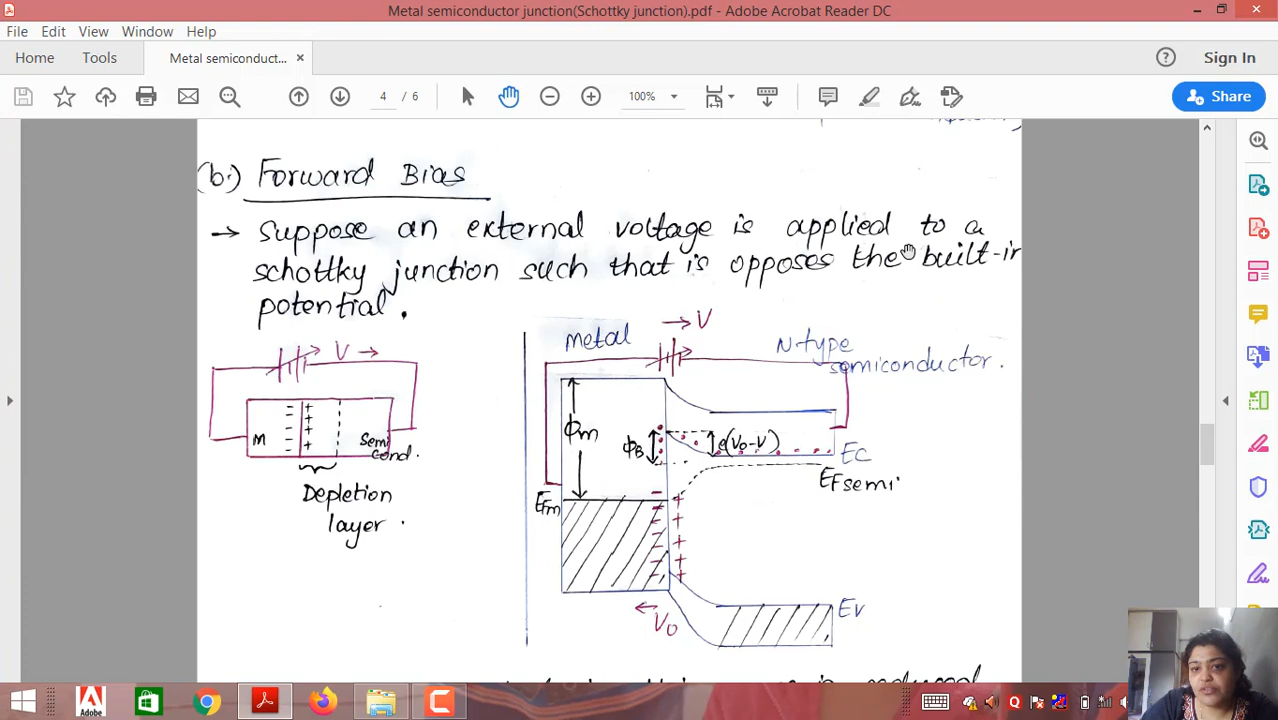 Metal semiconductor junction(Schottky junction).pdf - Adobe Acrobat Reader DC
File Edit View Window Help
Home Tools Metal semiconduct... × Sign In
4 / 6 100% Share
(b.) Forward Bias
→ Suppose an external voltage is applied to a
schottky junction such that is opposes the built-in
potential.
→ V
Metal
N-type
semiconductor.
V →
M
- - - -
+ + + +
Semi
cond.
Depletion
layer.
ϕm
ϕB
e(V0-V)
EC
EFsemi
EFm
- - - - - -
+ + + + +
EV
← V0
Adobe